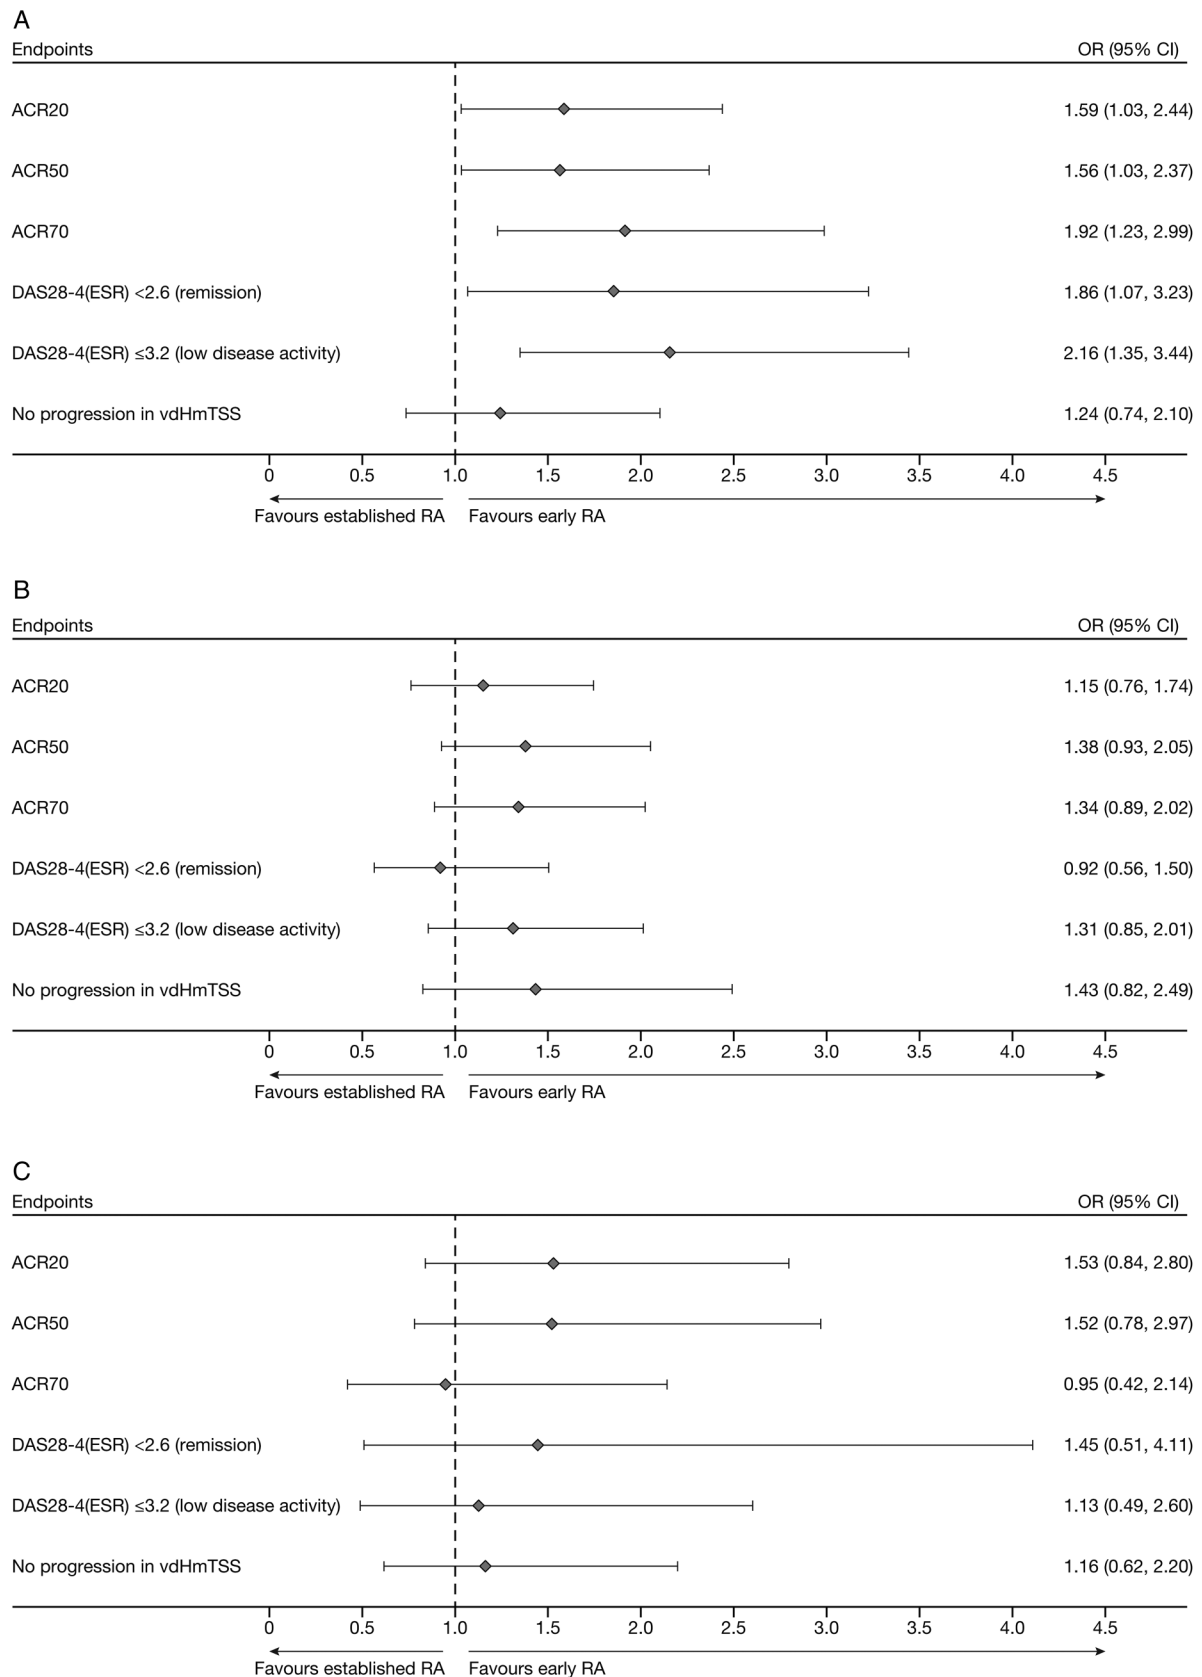 A
Endpoints OR (95% CI)
ACR20 1.59 (1.03, 2.44)
ACR50 1.56 (1.03, 2.37)
ACR70 1.92 (1.23, 2.99)
DAS28-4(ESR) <2.6 (remission) 1.86 (1.07, 3.23)
DAS28-4(ESR) ≤3.2 (low disease activity) 2.16 (1.35, 3.44)
No progression in vdHmTSS 1.24 (0.74, 2.10)
0 0.5 1.0 1.5 2.0 2.5 3.0 3.5 4.0 4.5
Favours established RA Favours early RA
B
Endpoints OR (95% CI)
ACR20 1.15 (0.76, 1.74)
ACR50 1.38 (0.93, 2.05)
ACR70 1.34 (0.89, 2.02)
DAS28-4(ESR) <2.6 (remission) 0.92 (0.56, 1.50)
DAS28-4(ESR) ≤3.2 (low disease activity) 1.31 (0.85, 2.01)
No progression in vdHmTSS 1.43 (0.82, 2.49)
0 0.5 1.0 1.5 2.0 2.5 3.0 3.5 4.0 4.5
Favours established RA Favours early RA
C
Endpoints OR (95% CI)
ACR20 1.53 (0.84, 2.80)
ACR50 1.52 (0.78, 2.97)
ACR70 0.95 (0.42, 2.14)
DAS28-4(ESR) <2.6 (remission) 1.45 (0.51, 4.11)
DAS28-4(ESR) ≤3.2 (low disease activity) 1.13 (0.49, 2.60)
No progression in vdHmTSS 1.16 (0.62, 2.20)
0 0.5 1.0 1.5 2.0 2.5 3.0 3.5 4.0 4.5
Favours established RA Favours early RA